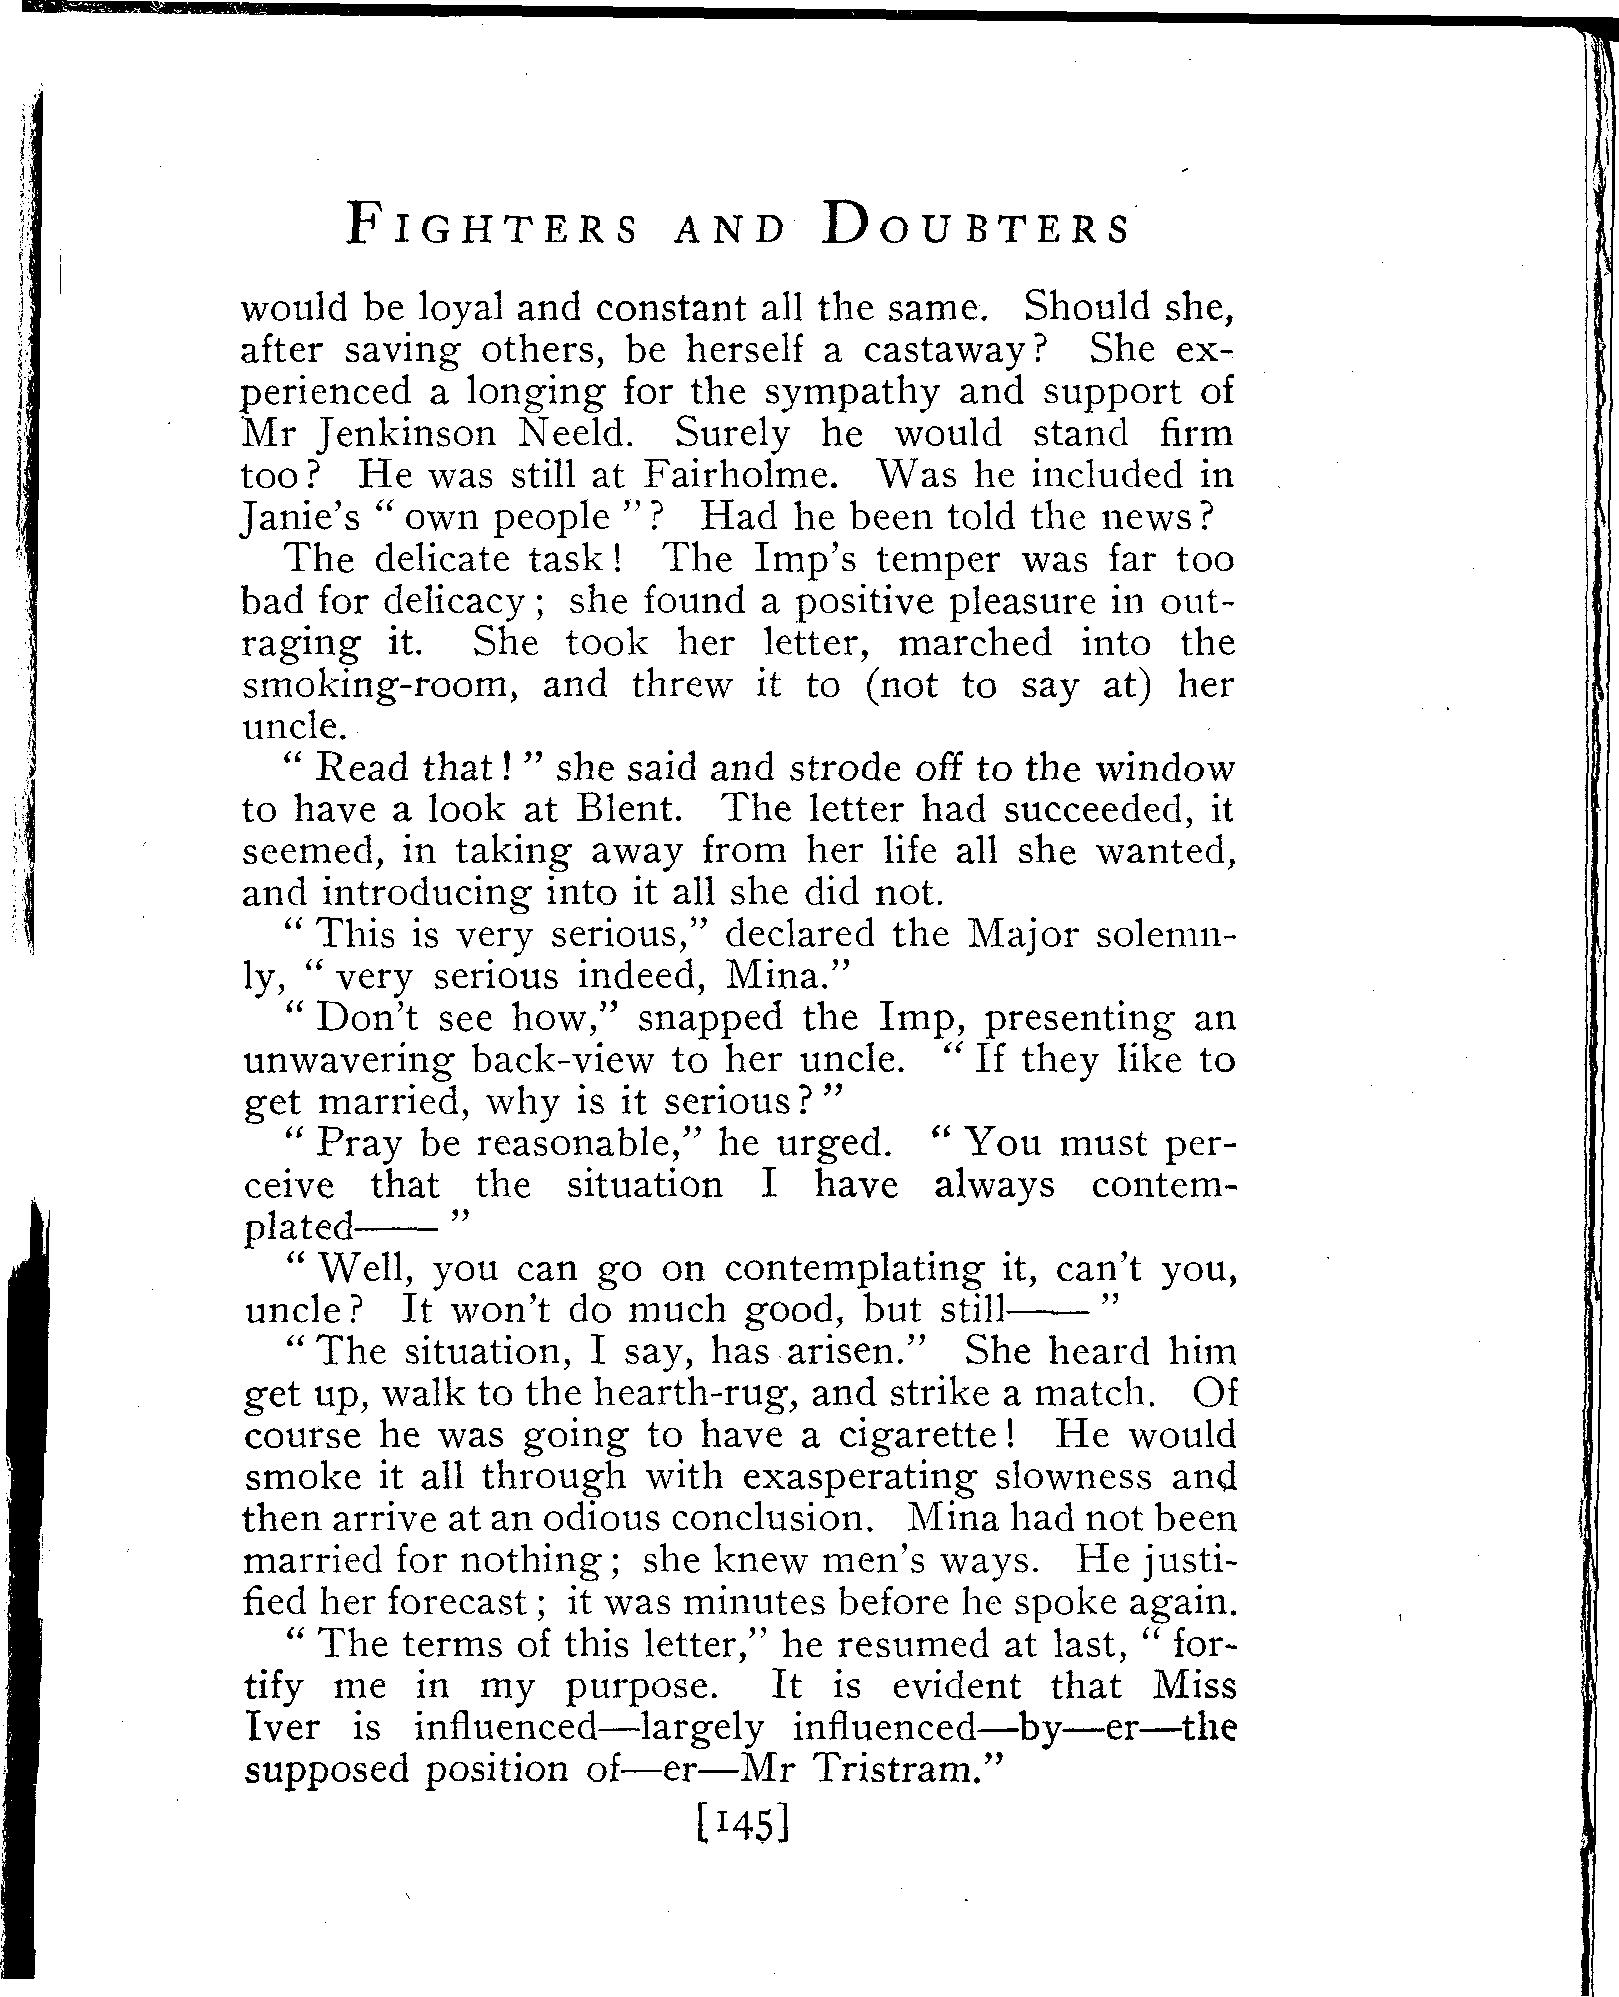 FIGHTERS AND DOUBTERS
would be loyal and constant all the same. Should she,
after saving others, be herself a castaway? She ex-
perienced a longing for the sympathy and support of
Mr Jenkinson Neeld. Surely he would stand firm
too? He was still at Fairholme. Was he included in
Janie's “ own people ”? Had he been told the news?
The delicate task! The Imp's temper was far too
bad for delicacy; she found a positive pleasure in out-
raging it. She took her letter, marched into the
smoking-room, and threw it to (not to say at) her
uncle.
“ Read that! ” she said and strode off to the window
to have a look at Blent. The letter had succeeded, it
seemed, in taking away from her life all she wanted,
and introducing into it all she did not.
“ This is very serious,” declared the Major solemn-
ly, “ very serious indeed, Mina.”
“ Don't see how,” snapped the Imp, presenting an
unwavering back-view to her uncle. “ If they like to
get married, why is it serious? ”
“ Pray be reasonable,” he urged. “ You must per-
ceive that the situation I have always contem-
plated—— ”
“ Well, you can go on contemplating it, can't you,
uncle? It won't do much good, but still—— ”
“ The situation, I say, has arisen.” She heard him
get up, walk to the hearth-rug, and strike a match. Of
course he was going to have a cigarette! He would
smoke it all through with exasperating slowness and
then arrive at an odious conclusion. Mina had not been
married for nothing; she knew men's ways. He justi-
fied her forecast; it was minutes before he spoke again.
“ The terms of this letter,” he resumed at last, “ for-
tify me in my purpose. It is evident that Miss
Iver is influenced—largely influenced—by—er—the
supposed position of—er—Mr Tristram.”
[145]